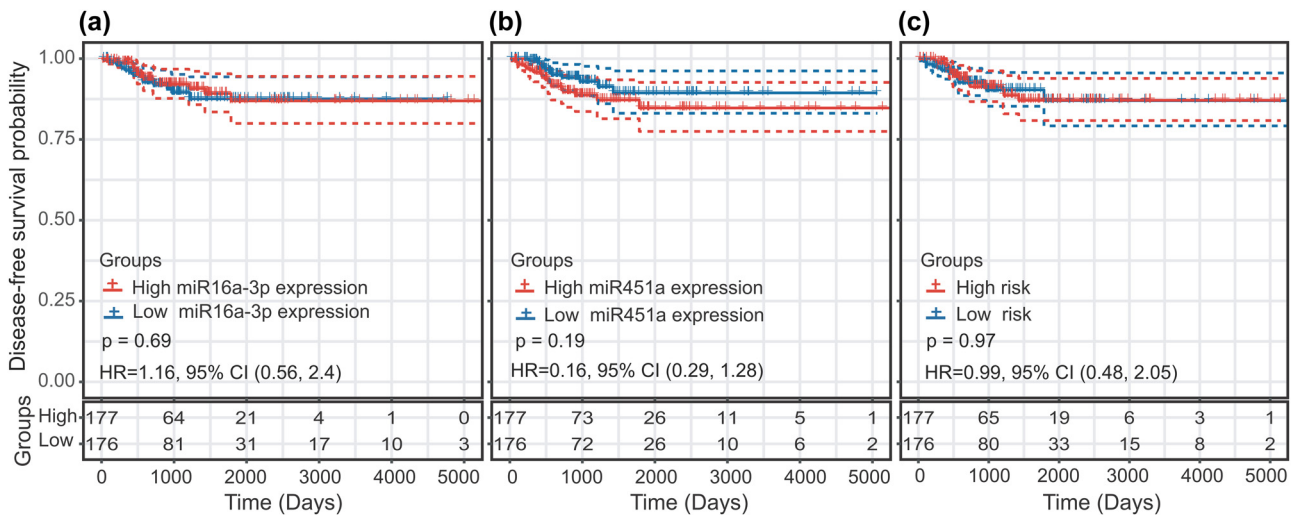 (a)
(b)
(c)
Disease-free survival probability
1.00
0.75
0.50
0.25
0.00
Groups
High miR16a-3p expression
Low miR16a-3p expression
p = 0.69
HR=1.16, 95% CI (0.56, 2.4)
Groups
High miR451a expression
Low miR451a expression
p = 0.19
HR=0.16, 95% CI (0.29, 1.28)
Groups
High risk
Low risk
p = 0.97
HR=0.99, 95% CI (0.48, 2.05)
Groups
High 177 64 21 4 1 0
Low 176 81 31 17 10 3
0 1000 2000 3000 4000 5000
Time (Days)
177 73 26 11 5 1
176 72 26 10 6 2
0 1000 2000 3000 4000 5000
Time (Days)
177 65 19 6 3 1
176 80 33 15 8 2
0 1000 2000 3000 4000 5000
Time (Days)